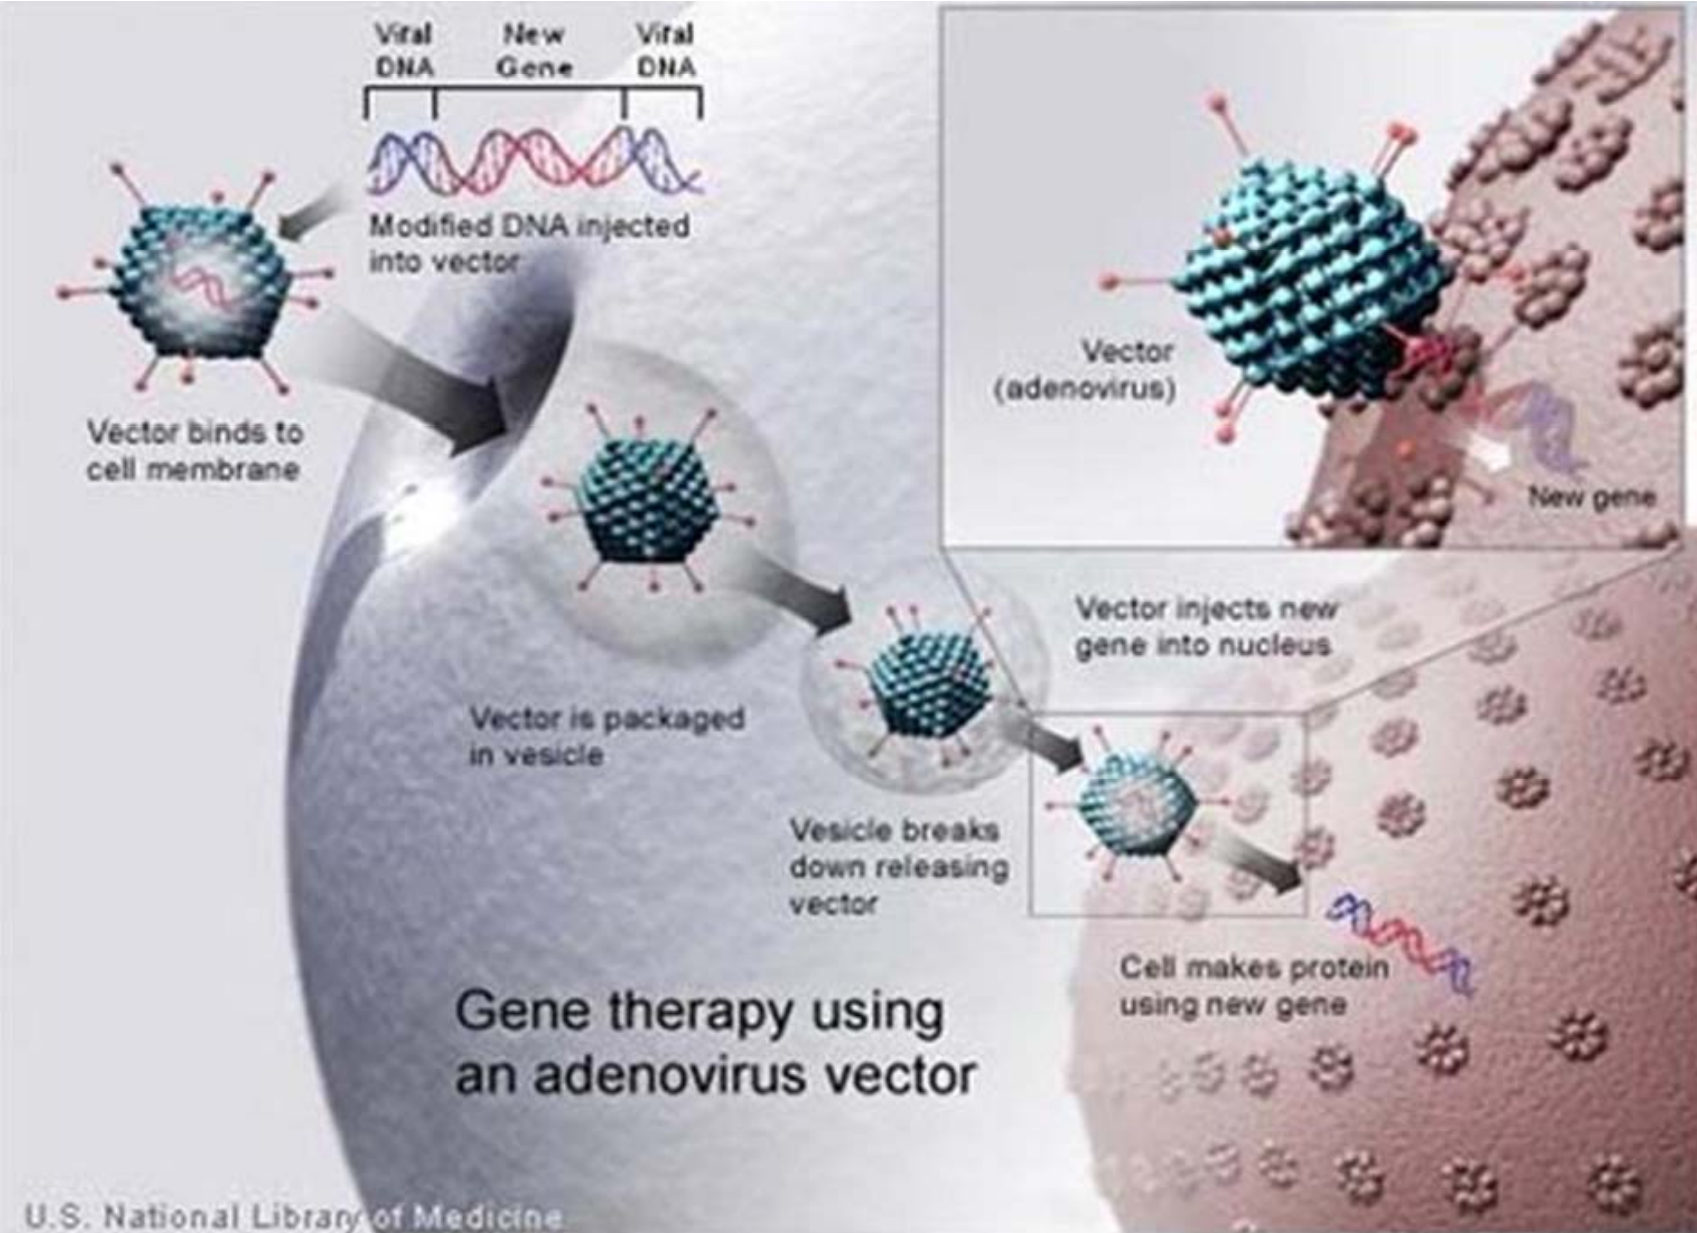 Viral New Viral
DNA Gene DNA
Modified DNA injected
into vector
Vector binds to
cell membrane
Vector
(adenovirus)
New gene
Vector injects new
gene into nucleus
Vector is packaged
in vesicle
Vesicle breaks
down releasing
vector
Cell makes protein
using new gene
Gene therapy using
an adenovirus vector
U.S. National Library of Medicine